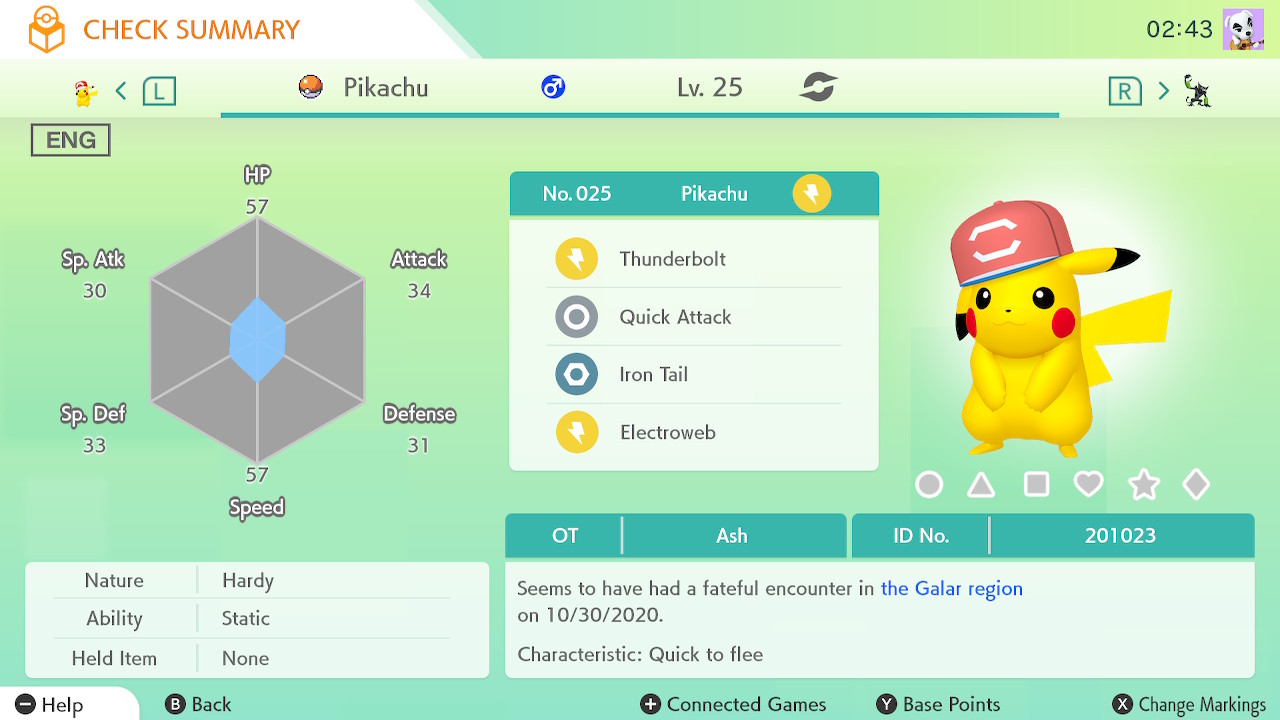 CHECK SUMMARY
02:43
L
Pikachu
Lv. 25
R
ENG
HP
57
Sp. Atk
30
Attack
34
Sp. Def
33
Defense
31
57
Speed
No. 025 Pikachu
Thunderbolt
Quick Attack
Iron Tail
Electroweb
OT Ash
ID No. 201023
Seems to have had a fateful encounter in the Galar region
on 10/30/2020.
Characteristic: Quick to flee
Nature Hardy
Ability Static
Held Item None
Help
B Back
Connected Games
Y Base Points
X Change Markings